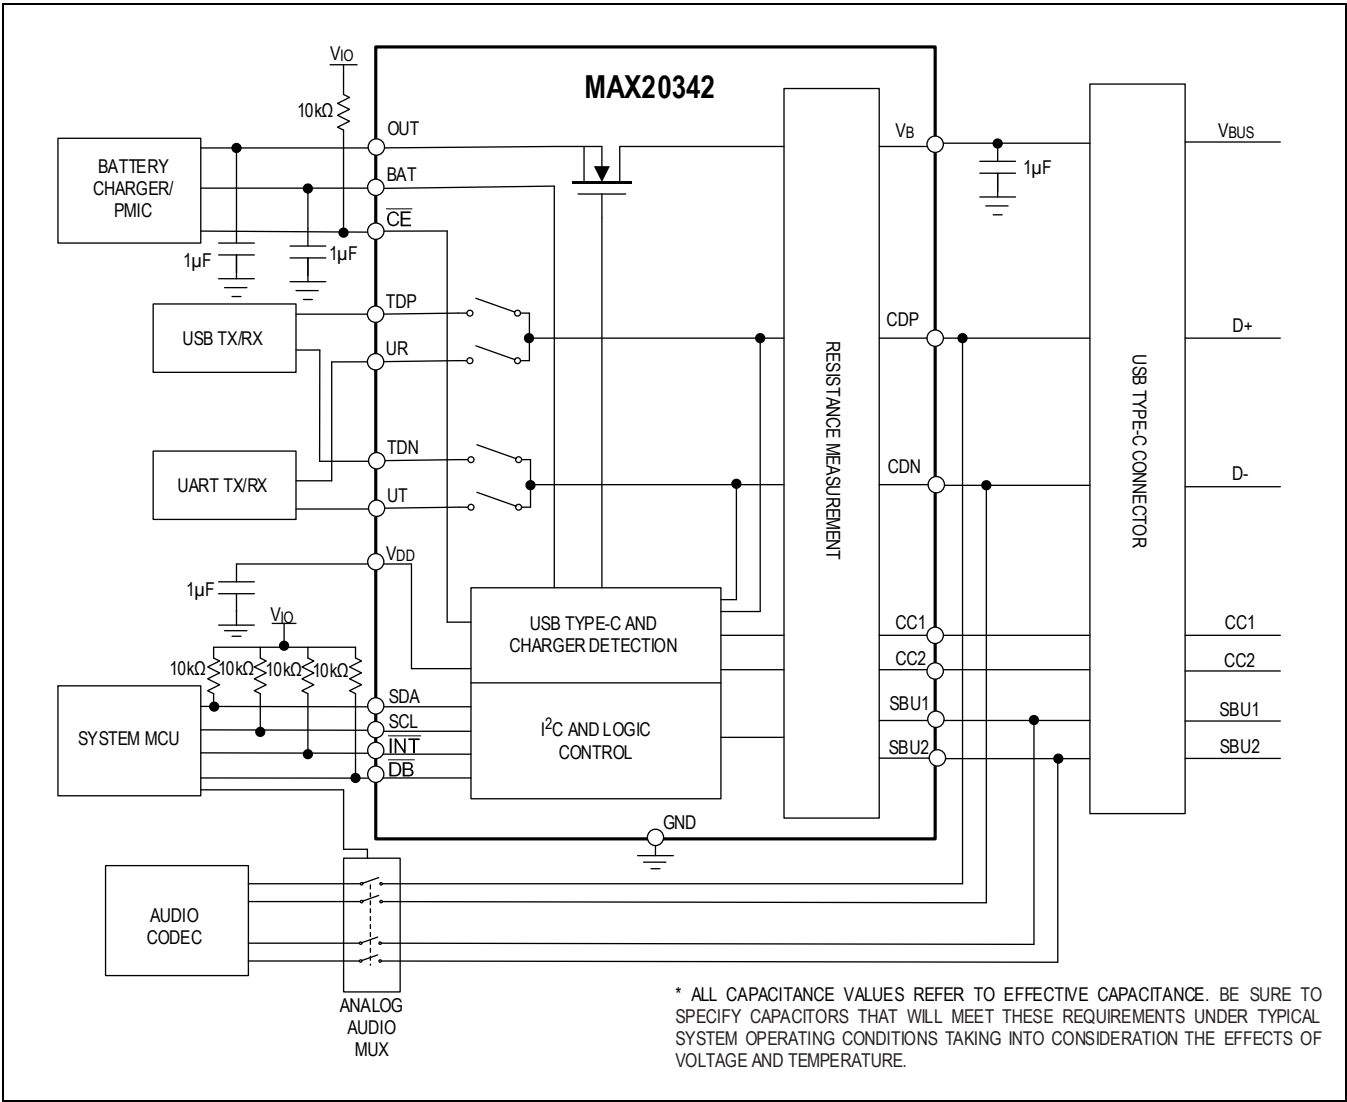 MAX20342
VIO
10kΩ
OUT
BAT
C̅E̅
BATTERY
CHARGER/
PMIC
1µF
1µF
VB
1µF
VBUS
TDP
UR
USB TX/RX
CDP
D+
TDN
UT
UART TX/RX
CDN
D-
RESISTANCE MEASUREMENT
USB TYPE-C CONNECTOR
VDD
1µF
VIO
10kΩ
10kΩ
10kΩ
10kΩ
USB TYPE-C AND
CHARGER DETECTION
CC1
CC2
CC1
CC2
SYSTEM MCU
SDA
SCL
I̅N̅T̅
D̅B̅
I²C AND LOGIC
CONTROL
SBU1
SBU2
SBU1
SBU2
GND
AUDIO
CODEC
ANALOG
AUDIO
MUX
* ALL CAPACITANCE VALUES REFER TO EFFECTIVE CAPACITANCE. BE SURE TO
SPECIFY CAPACITORS THAT WILL MEET THESE REQUIREMENTS UNDER TYPICAL
SYSTEM OPERATING CONDITIONS TAKING INTO CONSIDERATION THE EFFECTS OF
VOLTAGE AND TEMPERATURE.